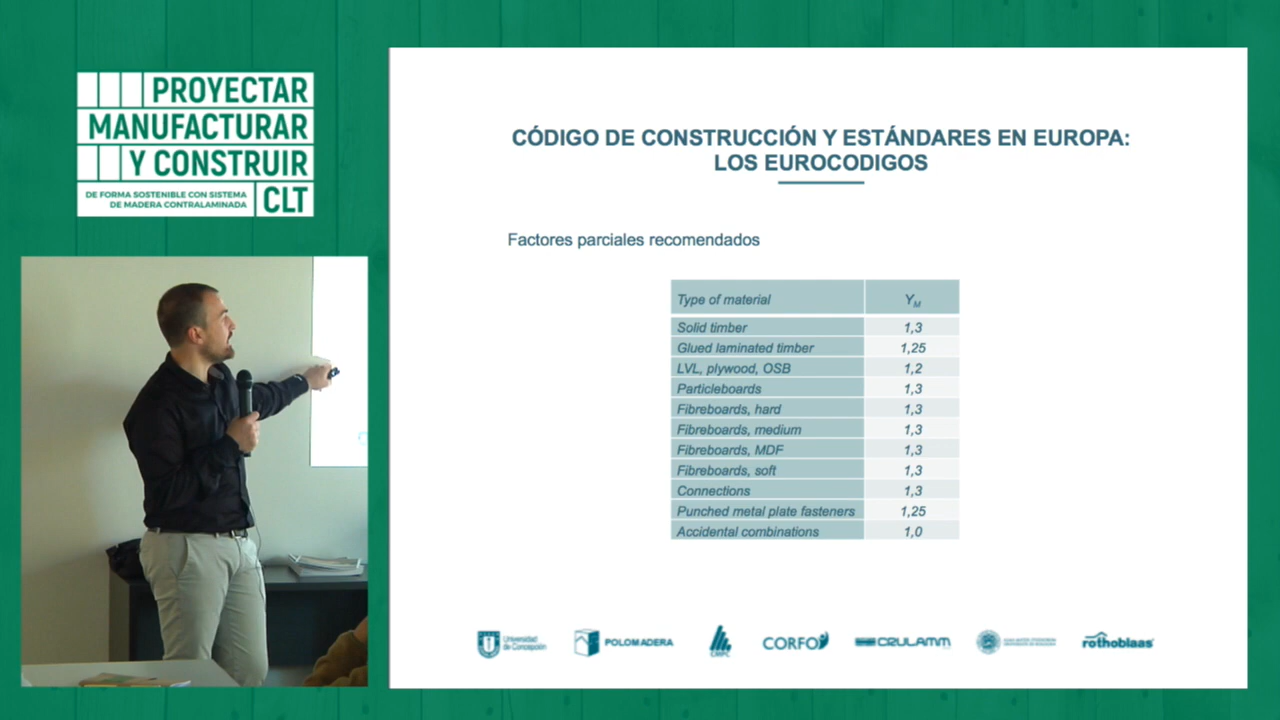 PROYECTAR
MANUFACTURAR
Y CONSTRUIR
DE FORMA SOSTENIBLE CON SISTEMA
DE MADERA CONTRALAMINADA
CLT
CÓDIGO DE CONSTRUCCIÓN Y ESTÁNDARES EN EUROPA:
LOS EUROCODIGOS
Factores parciales recomendados
Type of material YM
Solid timber 1,3
Glued laminated timber 1,25
LVL, plywood, OSB 1,2
Particleboards 1,3
Fibreboards, hard 1,3
Fibreboards, medium 1,3
Fibreboards, MDF 1,3
Fibreboards, soft 1,3
Connections 1,3
Punched metal plate fasteners 1,25
Accidental combinations 1,0
Universidad
de Concepción
POLOMADERA
CMPC
CORFO
CRULAMM
rothoblaas